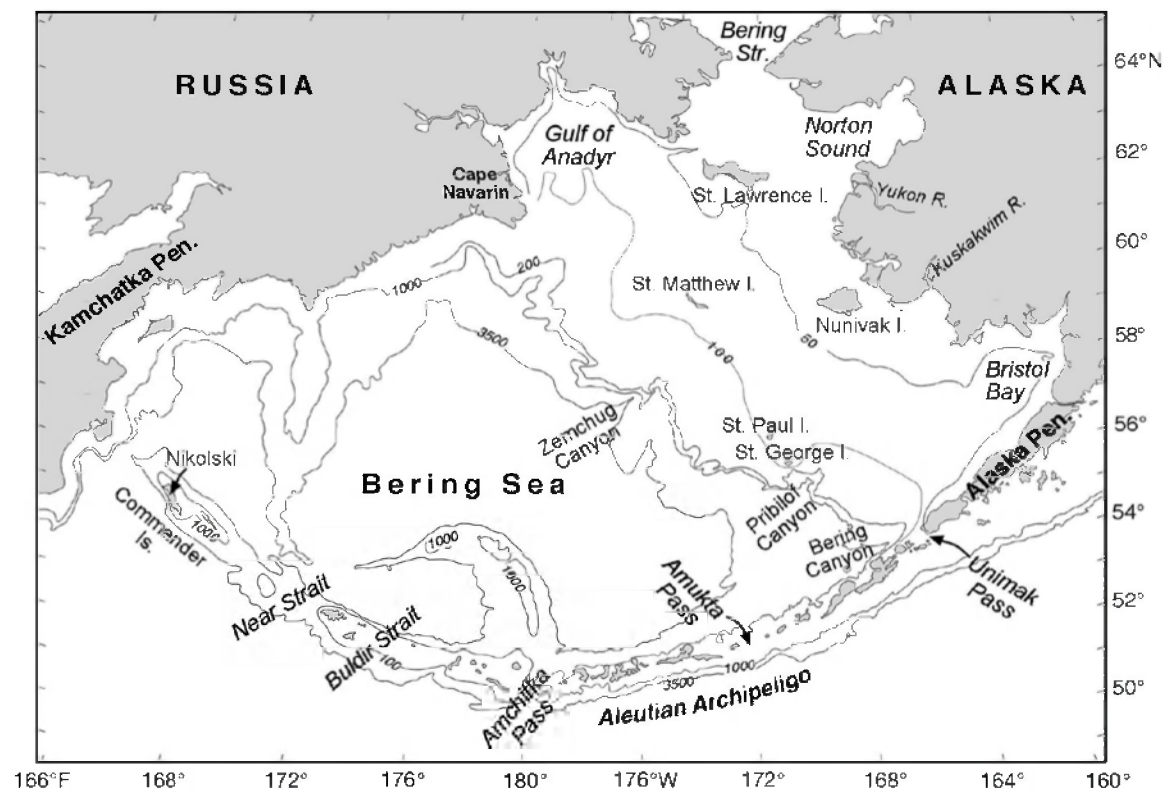 Bering
Str.
64°N
RUSSIA
ALASKA
Norton
Sound
Gulf of
Anadyr
62°
Cape
Navarin
St. Lawrence I.
Yukon R.
Kuskakwim R.
60°
Kamchatka Pen.
1000
200
St. Matthew I.
Nunivak I.
58°
3500
100
50
Bristol
Bay
56°
Zemchug
Canyon
St. Paul I.
St. George I.
Alaska Pen.
Nikolski
Bering Sea
Pribilof
Canyon
54°
Commander
Is.
1000
1000
1000
Bering
Canyon
Unimak
Pass
Amukta
Pass
Near Strait
52°
Buldir Strait
100
Amchitka
Pass
3500
1000
Aleutian Archipeligo
50°
166°E
168°
172°
176°
180°
176°W
172°
168°
164°
160°